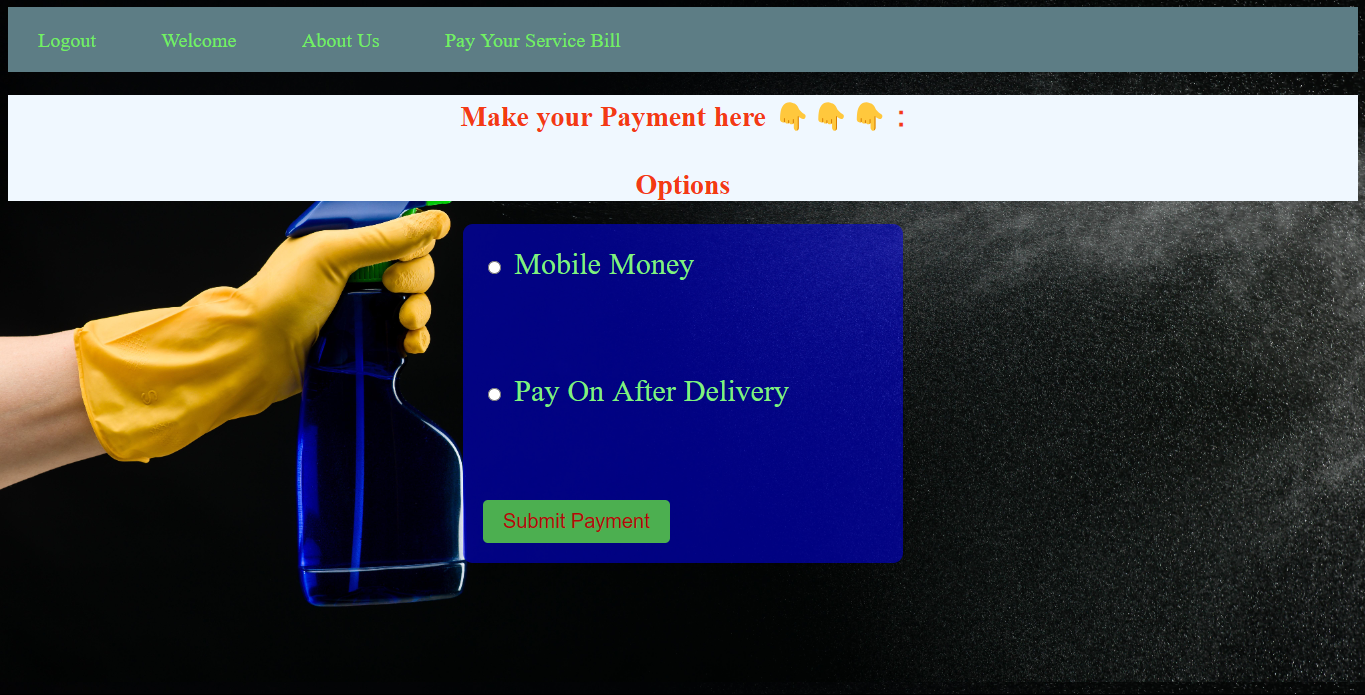 Logout Welcome About Us Pay Your Service Bill
Make your Payment here 👇👇👇 :
Options
Mobile Money
Pay On After Delivery
Submit Payment